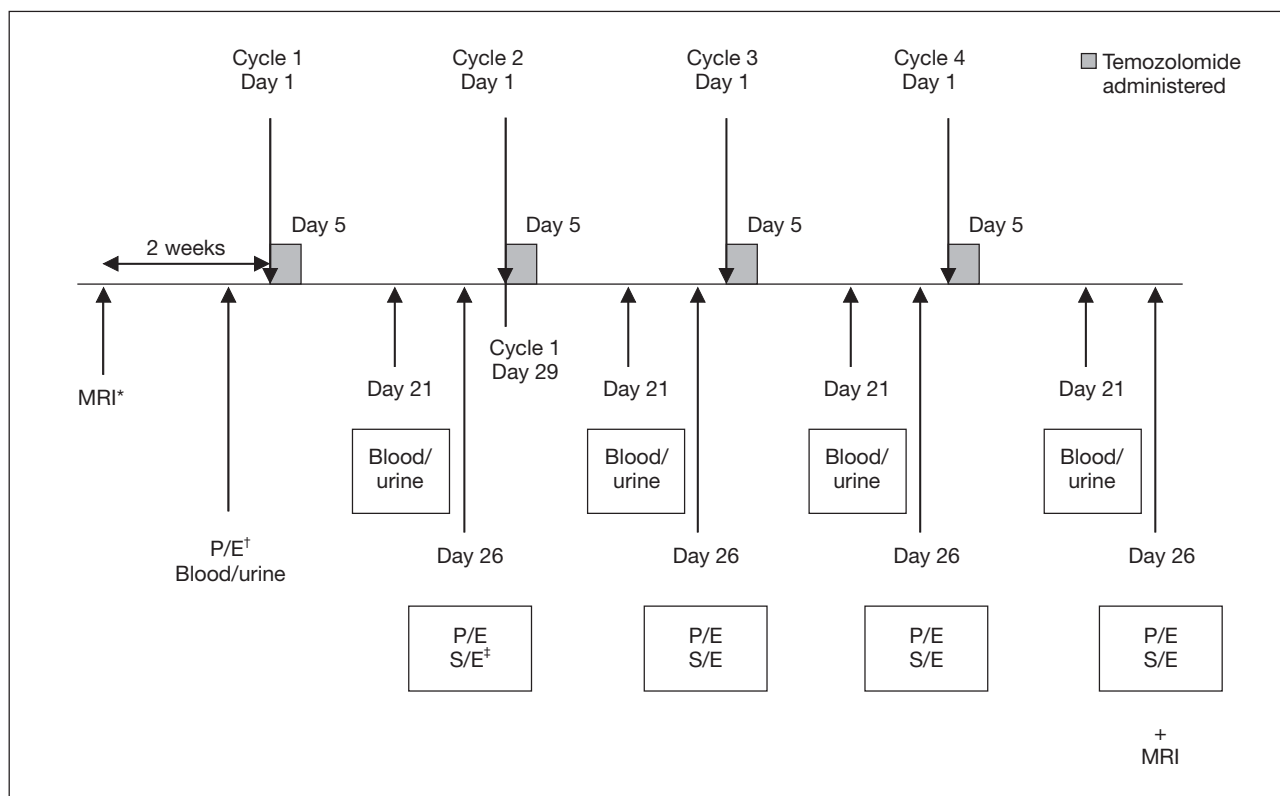 Cycle 1
Day 1
Cycle 2
Day 1
Cycle 3
Day 1
Cycle 4
Day 1
Temozolomide
administered
2 weeks
Day 5
Day 5
Day 5
Day 5
MRI*
Cycle 1
Day 29
Day 21
Day 21
Day 21
Day 21
Blood/
urine
Blood/
urine
Blood/
urine
Blood/
urine
P/E†
Blood/urine
Day 26
Day 26
Day 26
Day 26
P/E
S/E‡
P/E
S/E
P/E
S/E
P/E
S/E
+
MRI